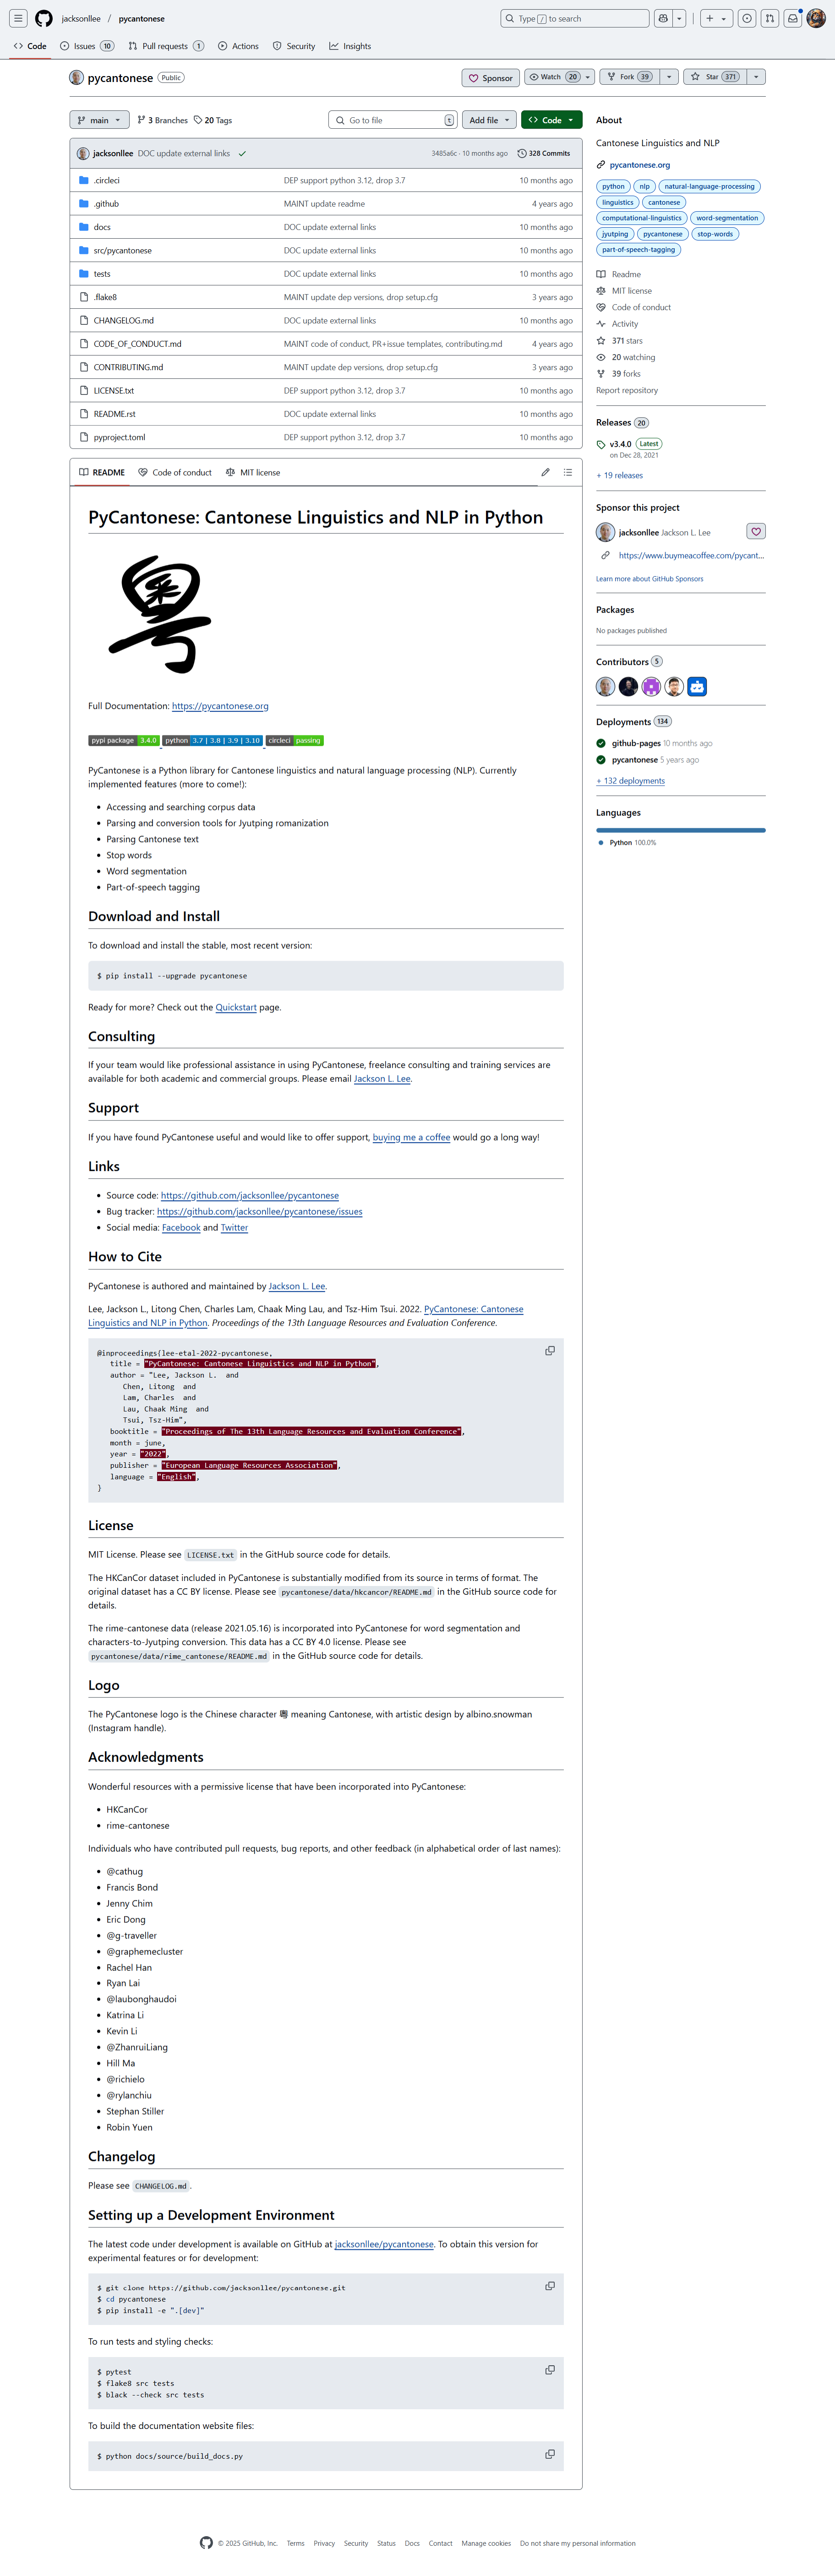 jacksonllee / pycantonese
Type / to search
Code
Issues 10
Pull requests 1
Actions
Security
Insights
pycantonese Public
Sponsor
Watch 20
Fork 39
Star 371
main
3 Branches
20 Tags
Go to file
t
Add file
Code
jacksonllee DOC update external links
3485a6c · 10 months ago
328 Commits
.circleci DEP support python 3.12, drop 3.7 10 months ago
.github MAINT update readme 4 years ago
docs DOC update external links 10 months ago
src/pycantonese DOC update external links 10 months ago
tests DOC update external links 10 months ago
.flake8 MAINT update dep versions, drop setup.cfg 3 years ago
CHANGELOG.md DOC update external links 10 months ago
CODE_OF_CONDUCT.md MAINT code of conduct, PR+issue templates, contributing.md 4 years ago
CONTRIBUTING.md MAINT update dep versions, drop setup.cfg 3 years ago
LICENSE.txt DEP support python 3.12, drop 3.7 10 months ago
README.rst DOC update external links 10 months ago
pyproject.toml DEP support python 3.12, drop 3.7 10 months ago
README
Code of conduct
MIT license
PyCantonese: Cantonese Linguistics and NLP in Python
粵
Full Documentation: https://pycantonese.org
pypi package 3.4.0 python 3.7 | 3.8 | 3.9 | 3.10 circleci passing
PyCantonese is a Python library for Cantonese linguistics and natural language processing (NLP). Currently
implemented features (more to come!):
• Accessing and searching corpus data
• Parsing and conversion tools for Jyutping romanization
• Parsing Cantonese text
• Stop words
• Word segmentation
• Part-of-speech tagging
Download and Install
To download and install the stable, most recent version:
$ pip install --upgrade pycantonese
Ready for more? Check out the Quickstart page.
Consulting
If your team would like professional assistance in using PyCantonese, freelance consulting and training services are
available for both academic and commercial groups. Please email Jackson L. Lee.
Support
If you have found PyCantonese useful and would like to offer support, buying me a coffee would go a long way!
Links
• Source code: https://github.com/jacksonllee/pycantonese
• Bug tracker: https://github.com/jacksonllee/pycantonese/issues
• Social media: Facebook and Twitter
How to Cite
PyCantonese is authored and maintained by Jackson L. Lee.
Lee, Jackson L., Litong Chen, Charles Lam, Chaak Ming Lau, and Tsz-Him Tsui. 2022. PyCantonese: Cantonese
Linguistics and NLP in Python. Proceedings of the 13th Language Resources and Evaluation Conference.
@inproceedings{lee-etal-2022-pycantonese,
title = "PyCantonese: Cantonese Linguistics and NLP in Python",
author = "Lee, Jackson L. and
Chen, Litong and
Lam, Charles and
Lau, Chaak Ming and
Tsui, Tsz-Him",
booktitle = "Proceedings of The 13th Language Resources and Evaluation Conference",
month = june,
year = "2022",
publisher = "European Language Resources Association",
language = "English",
}
License
MIT License. Please see LICENSE.txt in the GitHub source code for details.
The HKCanCor dataset included in PyCantonese is substantially modified from its source in terms of format. The
original dataset has a CC BY license. Please see pycantonese/data/hkcancor/README.md in the GitHub source code for
details.
The rime-cantonese data (release 2021.05.16) is incorporated into PyCantonese for word segmentation and
characters-to-Jyutping conversion. This data has a CC BY 4.0 license. Please see
pycantonese/data/rime_cantonese/README.md in the GitHub source code for details.
Logo
The PyCantonese logo is the Chinese character 粵 meaning Cantonese, with artistic design by albino.snowman
(Instagram handle).
Acknowledgments
Wonderful resources with a permissive license that have been incorporated into PyCantonese:
• HKCanCor
• rime-cantonese
Individuals who have contributed pull requests, bug reports, and other feedback (in alphabetical order of last names):
• @cathug
• Francis Bond
• Jenny Chim
• Eric Dong
• @g-traveller
• @graphemecluster
• Rachel Han
• Ryan Lai
• @laubonghaudoi
• Katrina Li
• Kevin Li
• @ZhanruiLiang
• Hill Ma
• @richielo
• @rylanchiu
• Stephan Stiller
• Robin Yuen
Changelog
Please see CHANGELOG.md.
Setting up a Development Environment
The latest code under development is available on GitHub at jacksonllee/pycantonese. To obtain this version for
experimental features or for development:
$ git clone https://github.com/jacksonllee/pycantonese.git
$ cd pycantonese
$ pip install -e ".[dev]"
To run tests and styling checks:
$ pytest
$ flake8 src tests
$ black --check src tests
To build the documentation website files:
$ python docs/source/build_docs.py
About
Cantonese Linguistics and NLP
pycantonese.org
python nlp natural-language-processing
linguistics cantonese
computational-linguistics word-segmentation
jyutping pycantonese stop-words
part-of-speech-tagging
Readme
MIT license
Code of conduct
Activity
371 stars
20 watching
39 forks
Report repository
Releases 20
v3.4.0 Latest
on Dec 28, 2021
+ 19 releases
Sponsor this project
jacksonllee Jackson L. Lee
https://www.buymeacoffee.com/pycant...
Learn more about GitHub Sponsors
Packages
No packages published
Contributors 5
Deployments 134
github-pages 10 months ago
pycantonese 5 years ago
+ 132 deployments
Languages
Python 100.0%
© 2025 GitHub, Inc. Terms Privacy Security Status Docs Contact Manage cookies Do not share my personal information